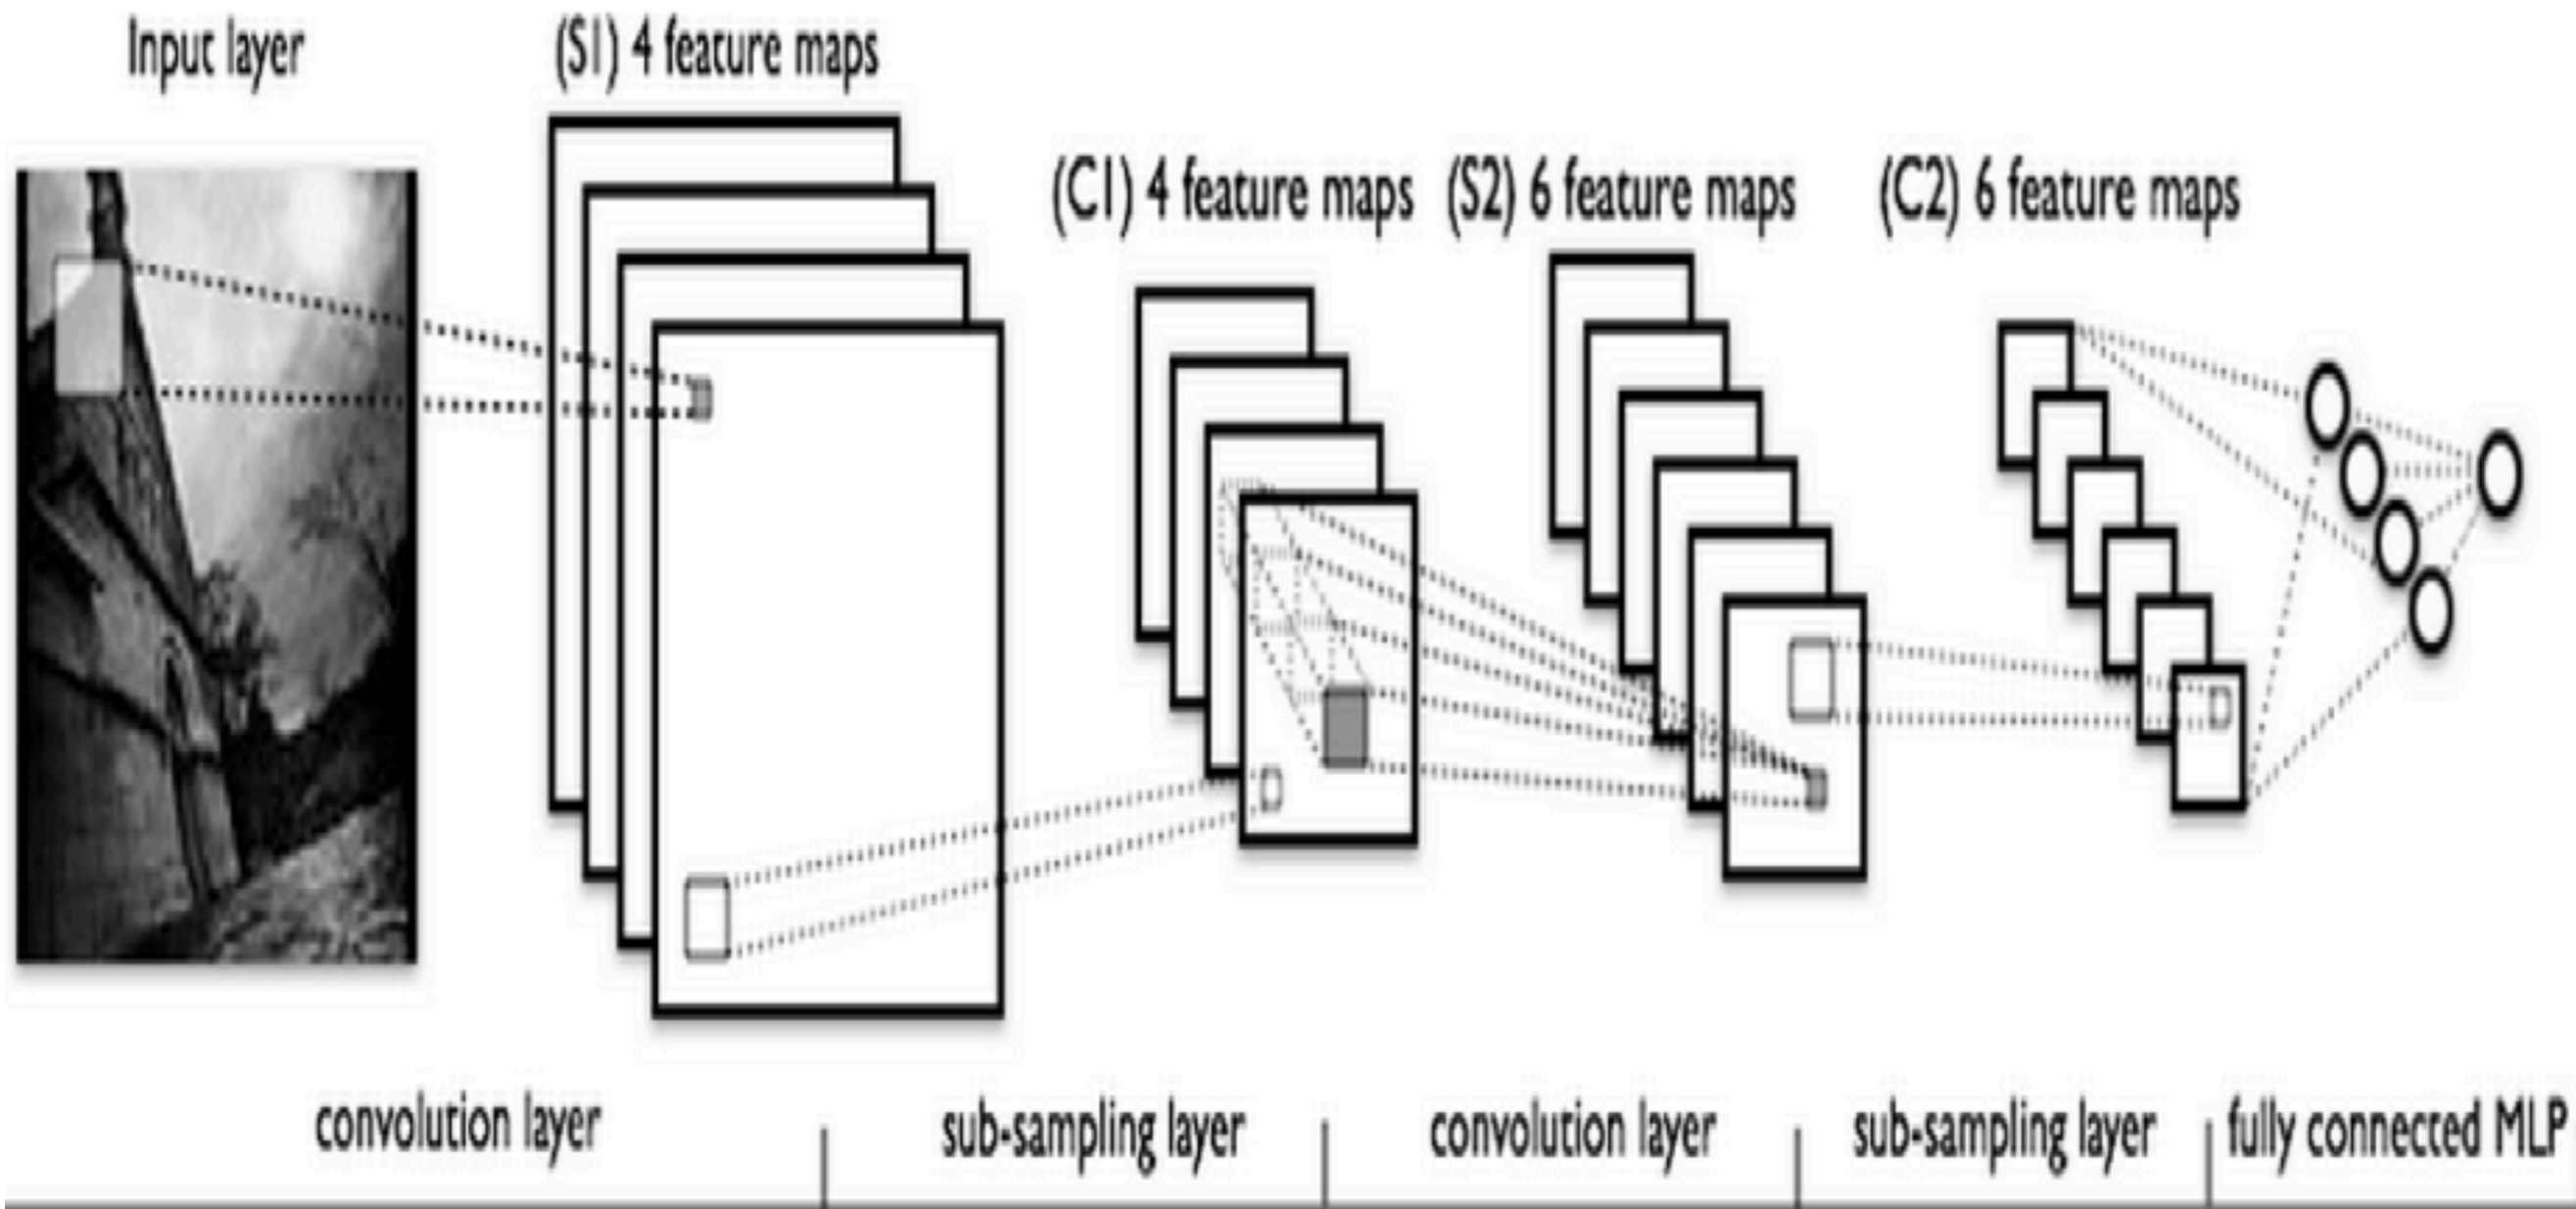 Input layer
(S1) 4 feature maps
(C1) 4 feature maps
(S2) 6 feature maps
(C2) 6 feature maps
convolution layer
sub-sampling layer
convolution layer
sub-sampling layer
fully connected MLP